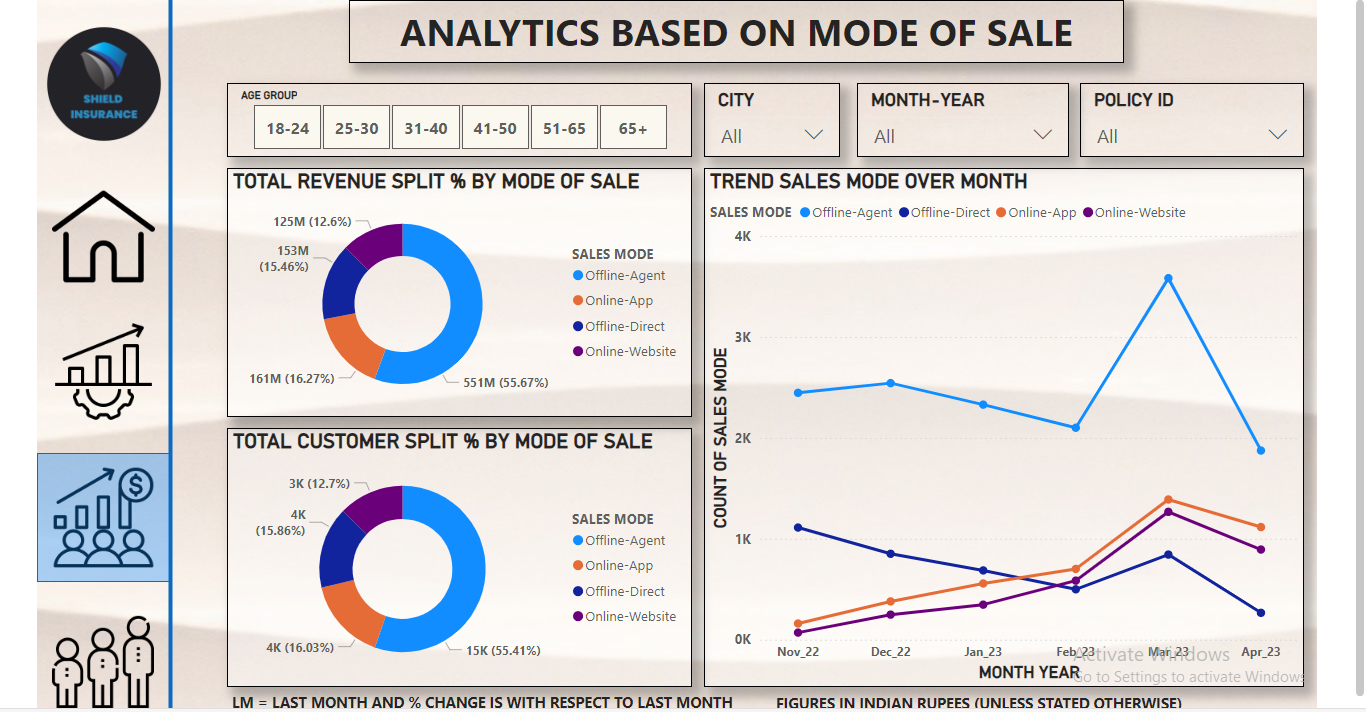 ANALYTICS BASED ON MODE OF SALE
SHIELD
INSURANCE
AGE GROUP
18-24 25-30 31-40 41-50 51-65 65+
CITY
All
MONTH-YEAR
All
POLICY ID
All
TOTAL REVENUE SPLIT % BY MODE OF SALE
125M (12.6%)
153M
(15.46%)
161M (16.27%)
551M (55.67%)
SALES MODE
Offline-Agent
Online-App
Offline-Direct
Online-Website
TOTAL CUSTOMER SPLIT % BY MODE OF SALE
3K (12.7%)
4K
(15.86%)
4K (16.03%)
15K (55.41%)
SALES MODE
Offline-Agent
Online-App
Offline-Direct
Online-Website
TREND SALES MODE OVER MONTH
SALES MODE Offline-Agent Offline-Direct Online-App Online-Website
COUNT OF SALES MODE
4K
3K
2K
1K
0K
Nov_22 Dec_22 Jan_23 Feb_23 Mar_23 Apr_23
MONTH YEAR
Activate Windows
Go to Settings to activate Windows
LM = LAST MONTH AND % CHANGE IS WITH RESPECT TO LAST MONTH
FIGURES IN INDIAN RUPEES (UNLESS STATED OTHERWISE)